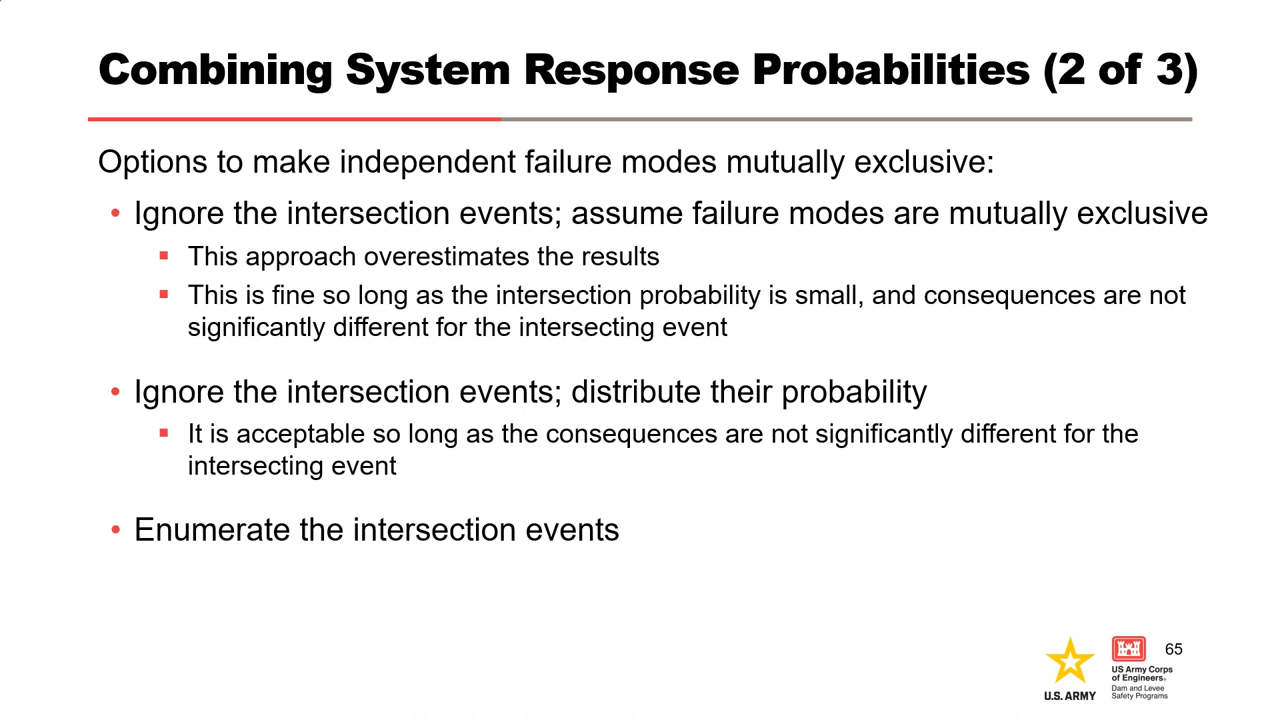 Combining System Response Probabilities (2 of 3)
Options to make independent failure modes mutually exclusive:
• Ignore the intersection events; assume failure modes are mutually exclusive
▪ This approach overestimates the results
▪ This is fine so long as the intersection probability is small, and consequences are not
significantly different for the intersecting event
• Ignore the intersection events; distribute their probability
▪ It is acceptable so long as the consequences are not significantly different for the
intersecting event
• Enumerate the intersection events
U.S. ARMY
US Army Corps
of Engineers®
Dam and Levee
Safety Programs
65